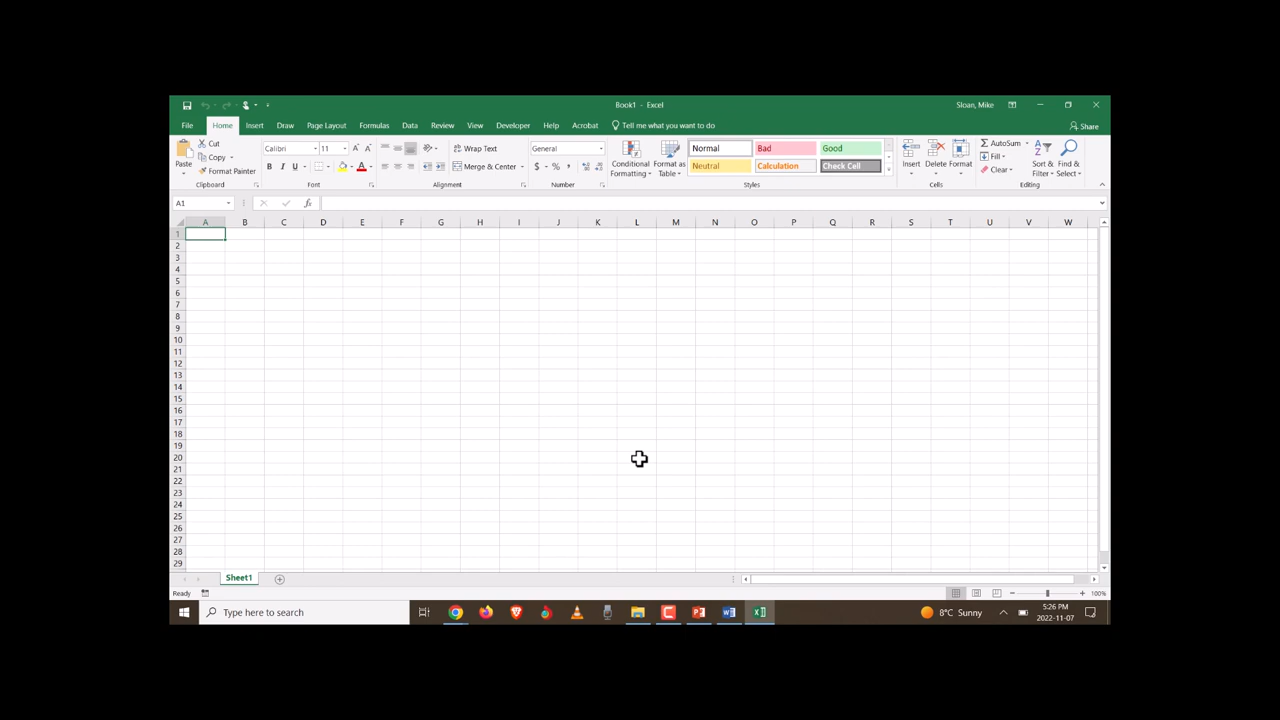 Book1 - Excel
Sloan, Mike
File Home Insert Draw Page Layout Formulas Data Review View Developer Help Acrobat Tell me what you want to do Share
Paste
Cut
Copy
Format Painter
Clipboard
Calibri 11
B I U
Font
Wrap Text
Merge & Center
Alignment
General
$ % ,
Number
Conditional
Formatting
Format as
Table
Normal Bad Good
Neutral Calculation Check Cell
Styles
Insert Delete Format
Cells
AutoSum
Fill
Clear
Sort &
Filter
Find &
Select
Editing
A1 fx
A B C D E F G H I J K L M N O P Q R S T U V W
1
2
3
4
5
6
7
8
9
10
11
12
13
14
15
16
17
18
19
20
21
22
23
24
25
26
27
28
29
Sheet1
Ready 100%
Type here to search
8°C Sunny
5:26 PM
2022-11-07